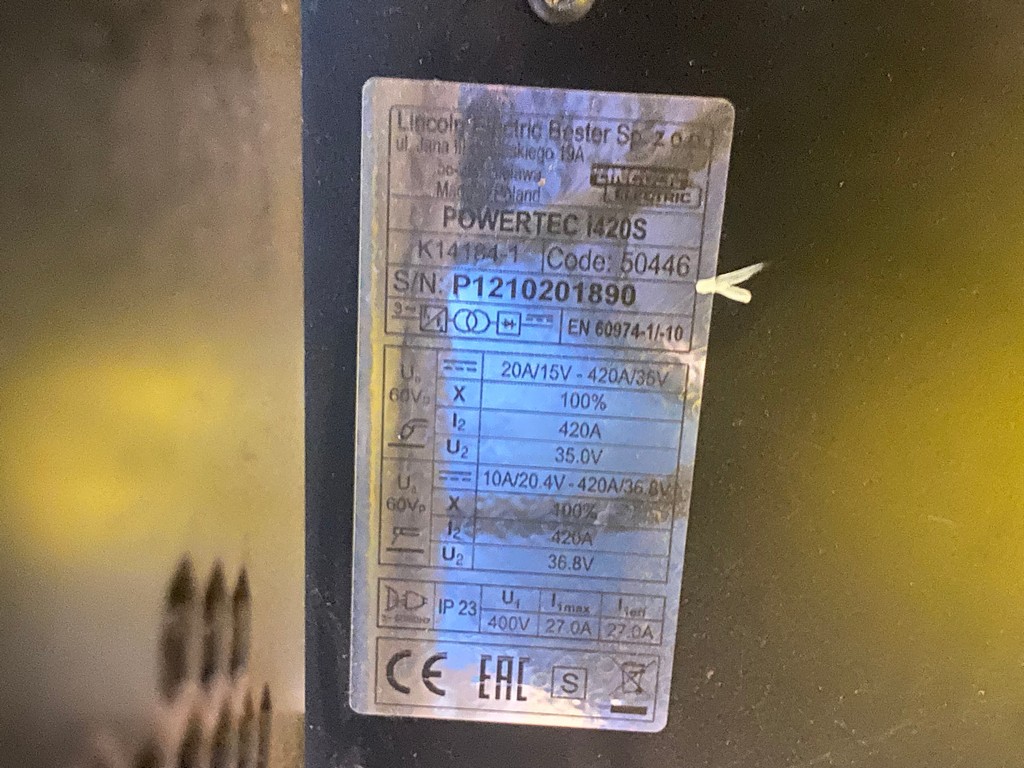 Lincoln Electric Bester Sp. z o.o.
ul. Jana III 19A
Poland
LINCOLN
ELECTRIC
POWERTEC i420S
K14184-1 Code: 50446
S/N: P1210201890
3~ EN 60974-1/-10
U₀ 20A/15V - 420A/35V
60Vp X 100%
I2 420A
U2 35.0V
U₀ 10A/20.4V - 420A/36.8V
60Vp X 100%
I2 420A
U2 36.8V
IP 23 U1 I1max I1eff
400V 27.0A 27.0A
CE EAC S